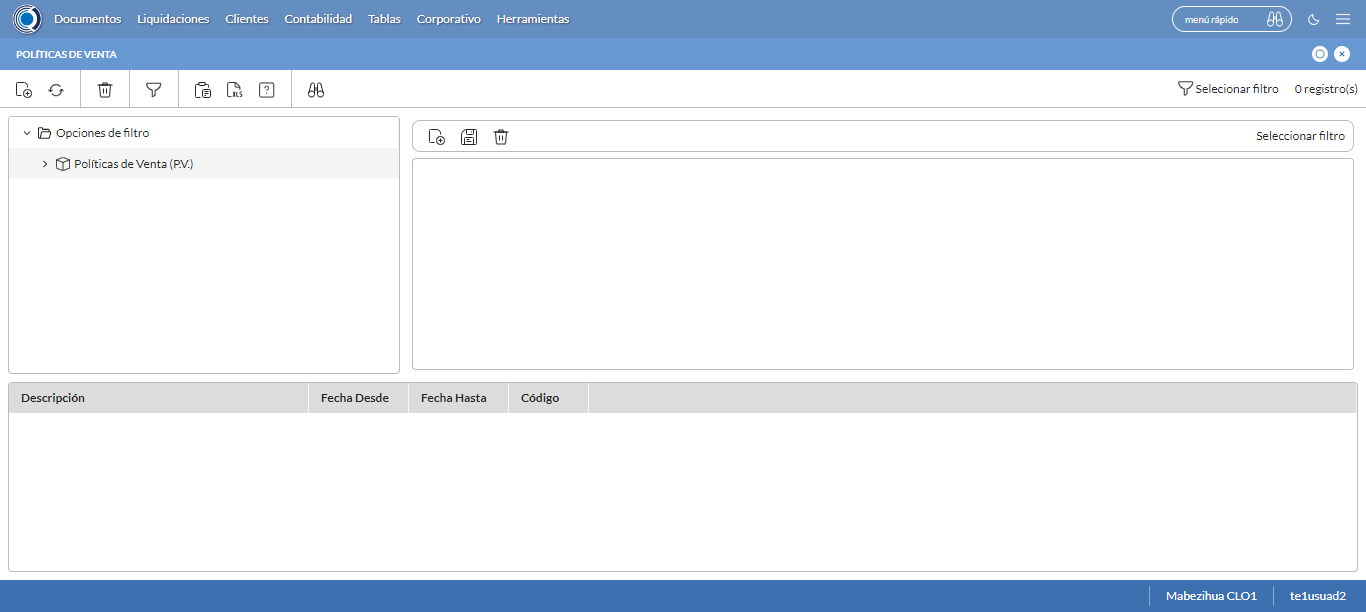 Documentos Liquidaciones Clientes Contabilidad Tablas Corporativo Herramientas menú rápido
POLÍTICAS DE VENTA
XLS ? Selecionar filtro 0 registro(s)
Opciones de filtro
Seleccionar filtro
Políticas de Venta (P.V.)
Descripción Fecha Desde Fecha Hasta Código
Mabezihua CLO1 te1usuad2